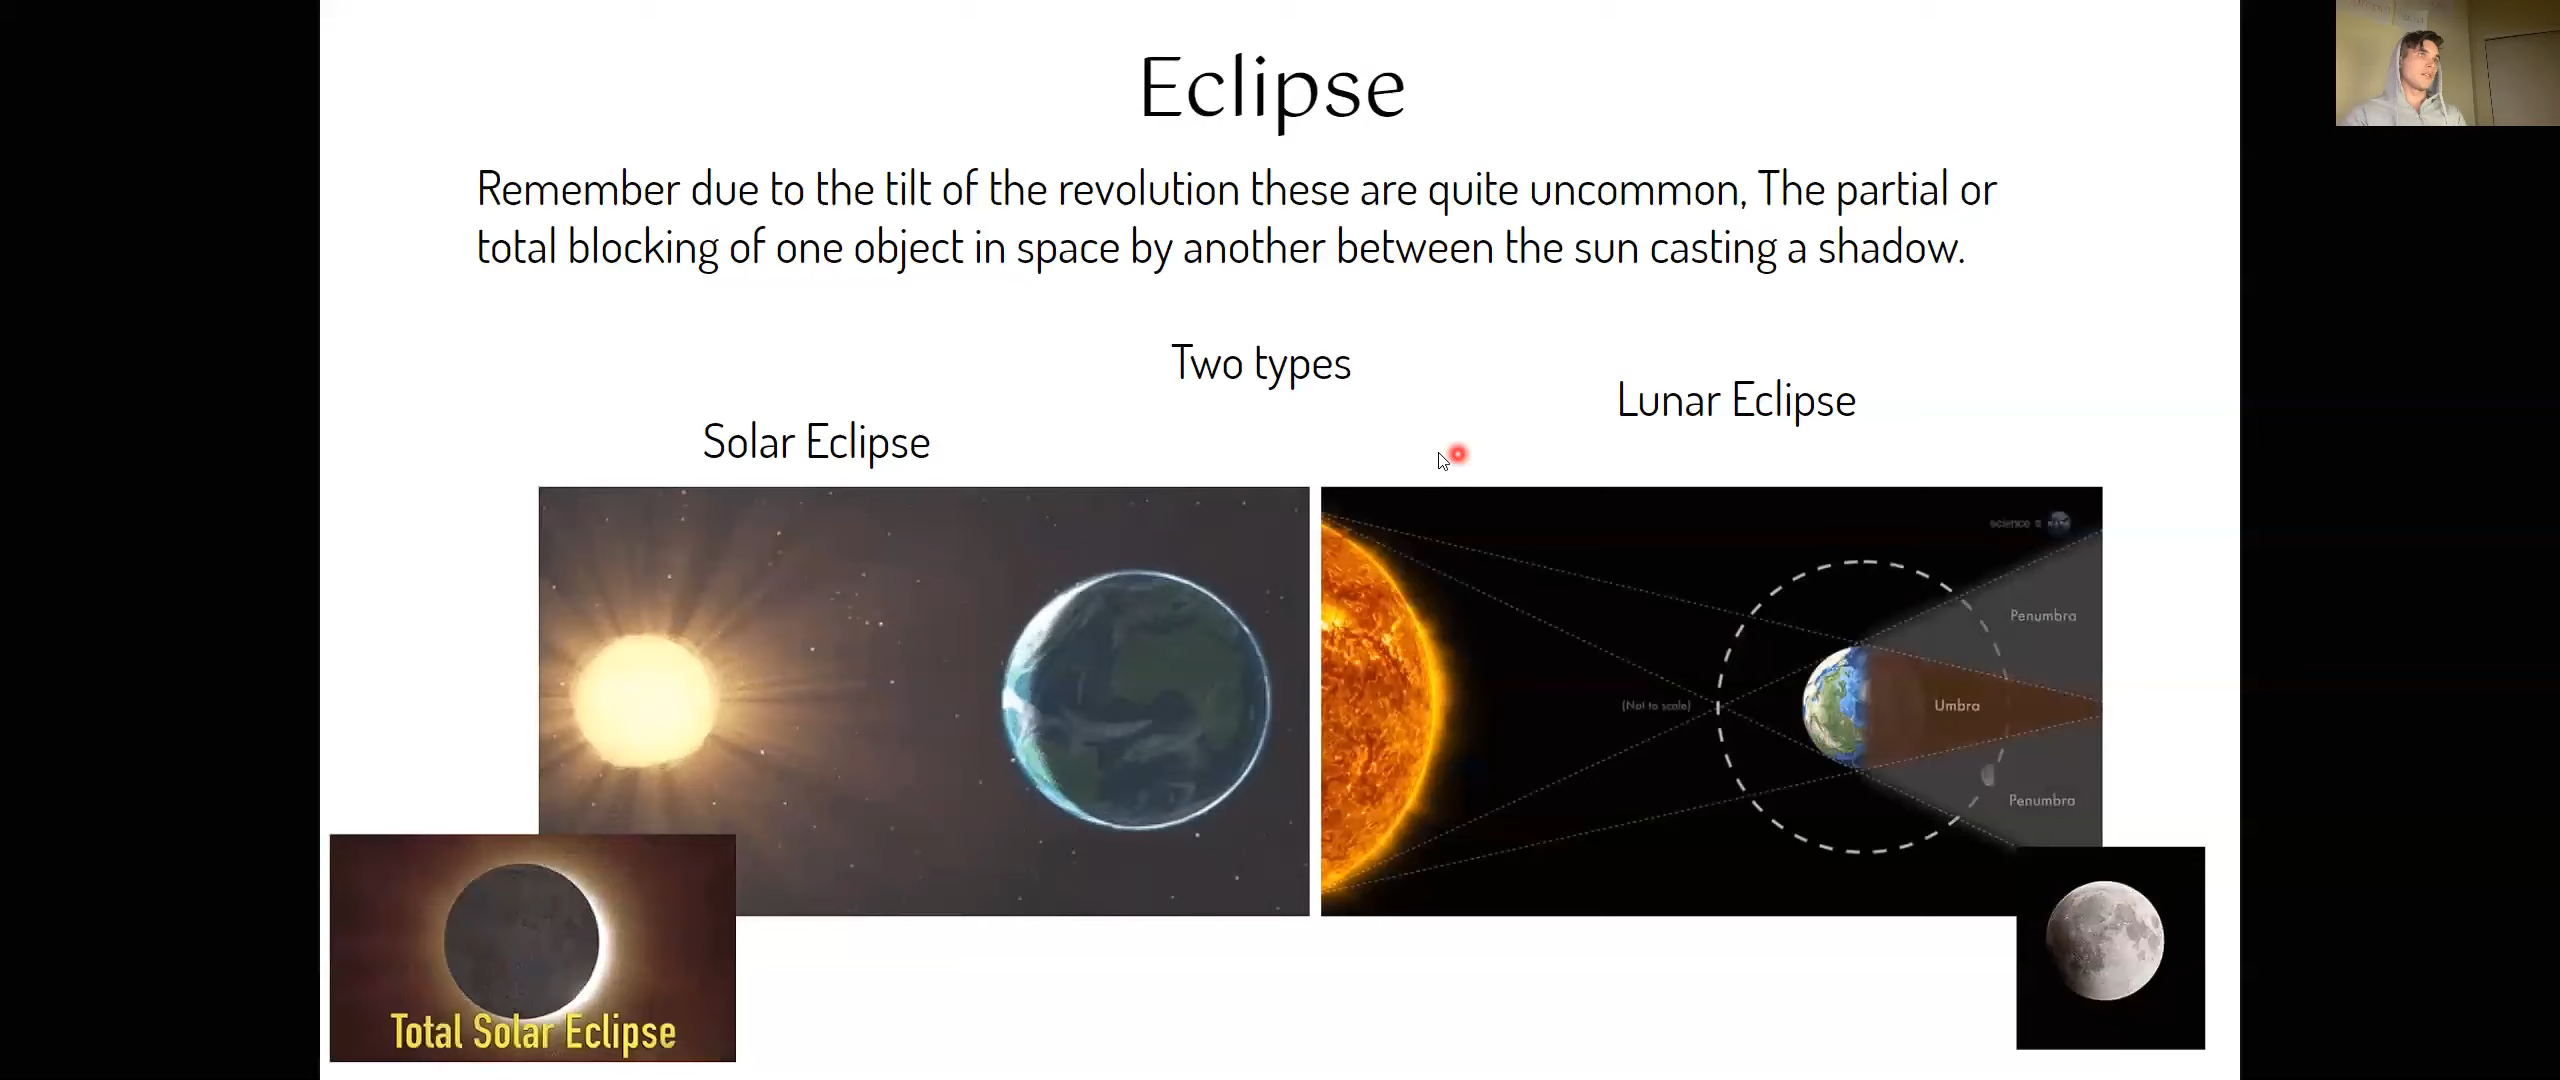 Eclipse
Remember due to the tilt of the revolution these are quite uncommon, The partial or
total blocking of one object in space by another between the sun casting a shadow.
Two types
Lunar Eclipse
Solar Eclipse
science
Penumbra
(Not to scale)
Umbra
Penumbra
Total Solar Eclipse